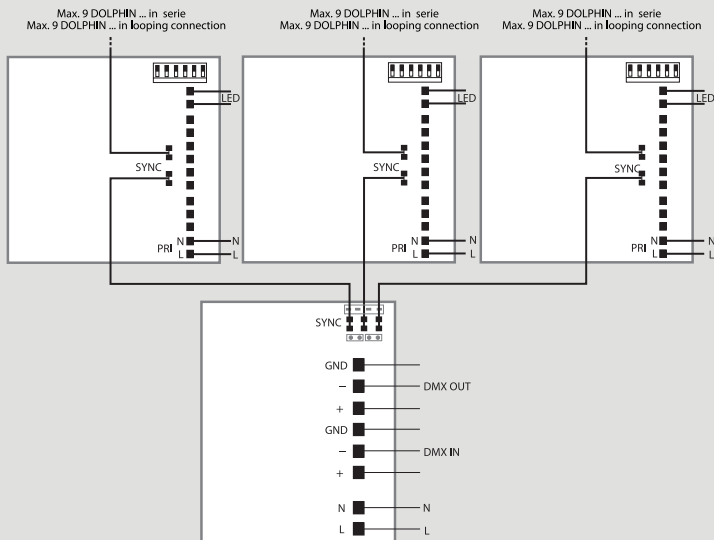 Max. 9 DOLPHIN ... in serie
Max. 9 DOLPHIN ... in looping connection
Max. 9 DOLPHIN ... in serie
Max. 9 DOLPHIN ... in looping connection
Max. 9 DOLPHIN ... in serie
Max. 9 DOLPHIN ... in looping connection
LED
LED
LED
SYNC
SYNC
SYNC
PRI N N
L L
PRI N N
L L
PRI N N
L L
SYNC
GND
– DMX OUT
+
GND
– DMX IN
+
N N
L L